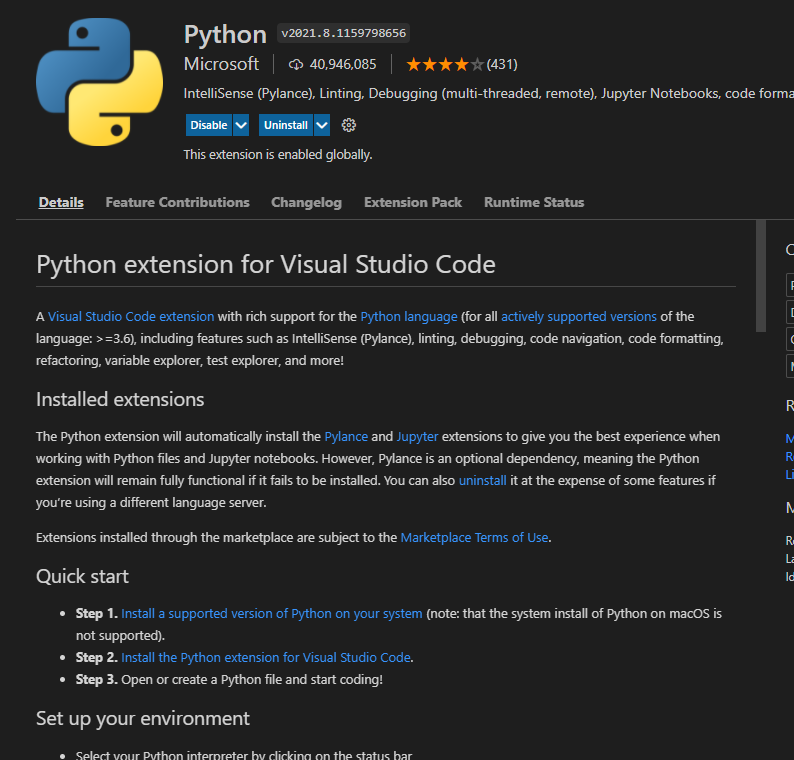 Python v2021.8.1159798656
Microsoft 40,946,085 (431)
IntelliSense (Pylance), Linting, Debugging (multi-threaded, remote), Jupyter Notebooks, code forma
Disable Uninstall
This extension is enabled globally.
Details Feature Contributions Changelog Extension Pack Runtime Status
Python extension for Visual Studio Code
A Visual Studio Code extension with rich support for the Python language (for all actively supported versions of the
language: >=3.6), including features such as IntelliSense (Pylance), linting, debugging, code navigation, code formatting,
refactoring, variable explorer, test explorer, and more!
Installed extensions
The Python extension will automatically install the Pylance and Jupyter extensions to give you the best experience when
working with Python files and Jupyter notebooks. However, Pylance is an optional dependency, meaning the Python
extension will remain fully functional if it fails to be installed. You can also uninstall it at the expense of some features if
you're using a different language server.
Extensions installed through the marketplace are subject to the Marketplace Terms of Use.
Quick start
• Step 1. Install a supported version of Python on your system (note: that the system install of Python on macOS is
not supported).
• Step 2. Install the Python extension for Visual Studio Code.
• Step 3. Open or create a Python file and start coding!
Set up your environment
• Select your Python interpreter by clicking on the status bar